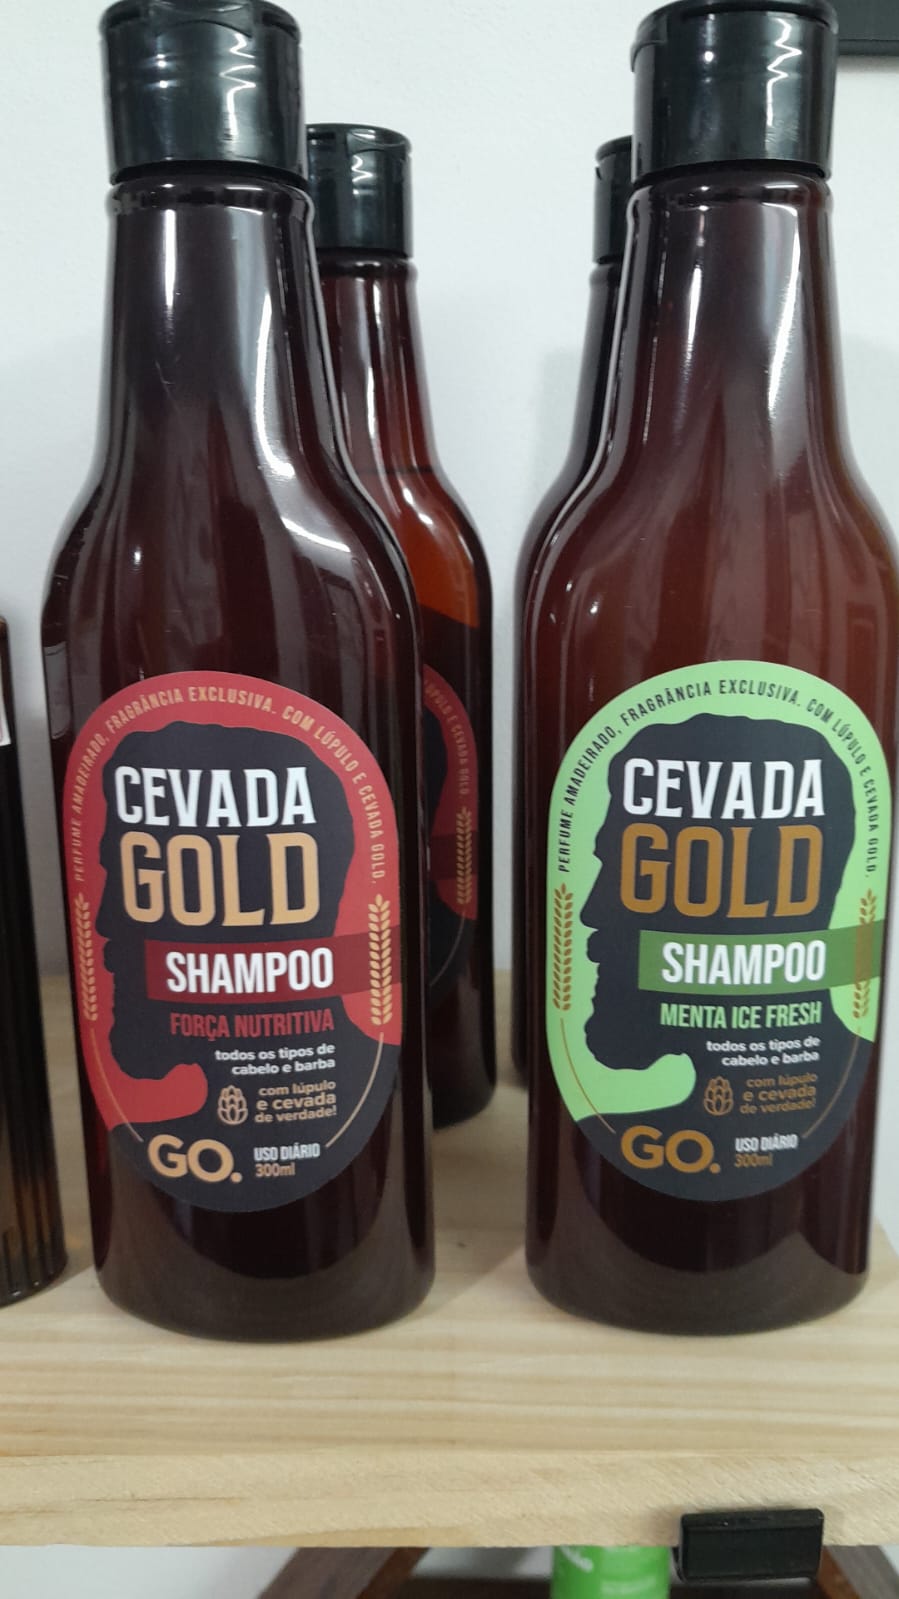 PERFUME AMADEIRADO, FRAGRÂNCIA EXCLUSIVA. COM LÚPULO E CEVADA GOLD.
CEVADA
GOLD
SHAMPOO
FORÇA NUTRITIVA
todos os tipos de
cabelo e barba
com lúpulo
e cevada
de verdade!
GO.
USO DIÁRIO
300ml
LÚPULO E CEVADA GOLD
PERFUME AMADEIRADO, FRAGRÂNCIA EXCLUSIVA. COM LÚPULO E CEVADA GOLD.
CEVADA
GOLD
SHAMPOO
MENTA ICE FRESH
todos os tipos de
cabelo e barba
com lúpulo
e cevada
de verdade!
GO.
USO DIÁRIO
300ml